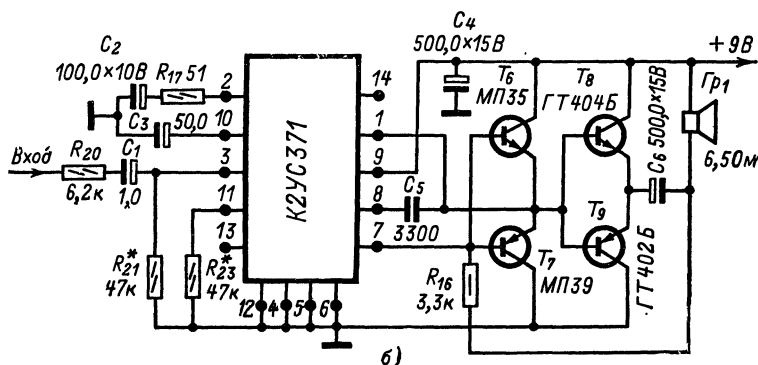 C2
100,0×10В
R17 51
C3
50,0
Вход
R20
6,2к
C1
1,0
R21*
47к
R23*
47к
2
10
3
11
13
12
4
5
6
К2УС371
14
1
9
8
7
C4
500,0×15В
C5
3300
R16
3,3к
T6
МП35
T7
МП39
T8
ГТ404Б
T9
ГТ402Б
C6 500,0×15В
+9В
Гр1
6,5Ом
б)